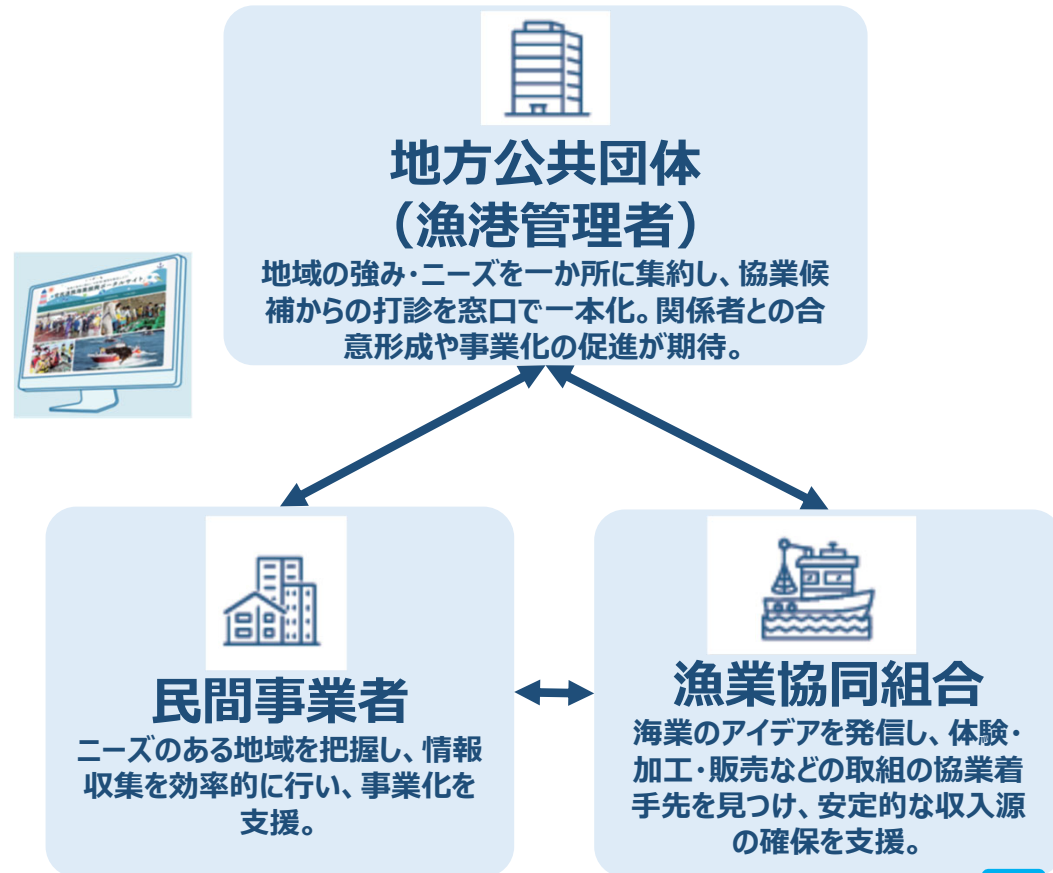 地方公共団体
（漁港管理者）
地域の強み・ニーズを一か所に集約し、協業候
補からの打診を窓口で一本化。関係者との合
意形成や事業化の促進が期待。
民間事業者
ニーズのある地域を把握し、情報
収集を効率的に行い、事業化を
支援。
漁業協同組合
海業のアイデアを発信し、体験・
加工・販売などの取組の協業着
手先を見つけ、安定的な収入源
の確保を支援。